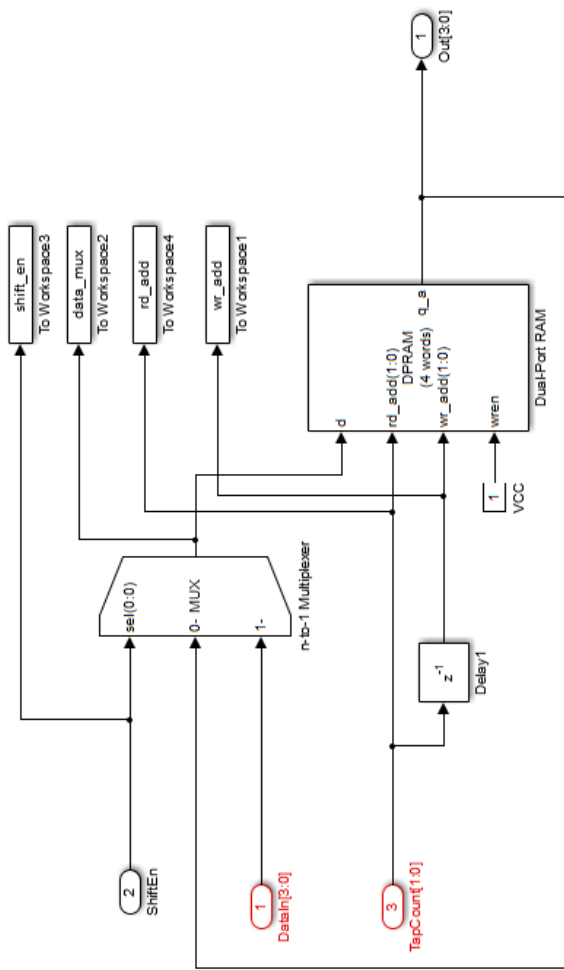 shift_en
To Workspace3
data_mux
To Workspace2
rd_add
To Workspace4
wr_add
To Workspace1
2
ShiftEn
sel(0:0)
0- MUX
1-
n-to-1 Multiplexer
1
DataIn[3:0]
3
TapCount[1:0]
z-1
Delay1
1
VCC
d
rd_add(1:0)
DPRAM
(4 words)
wr_add(1:0)
wren
q_a
Dual-Port RAM
1
Out[3:0]